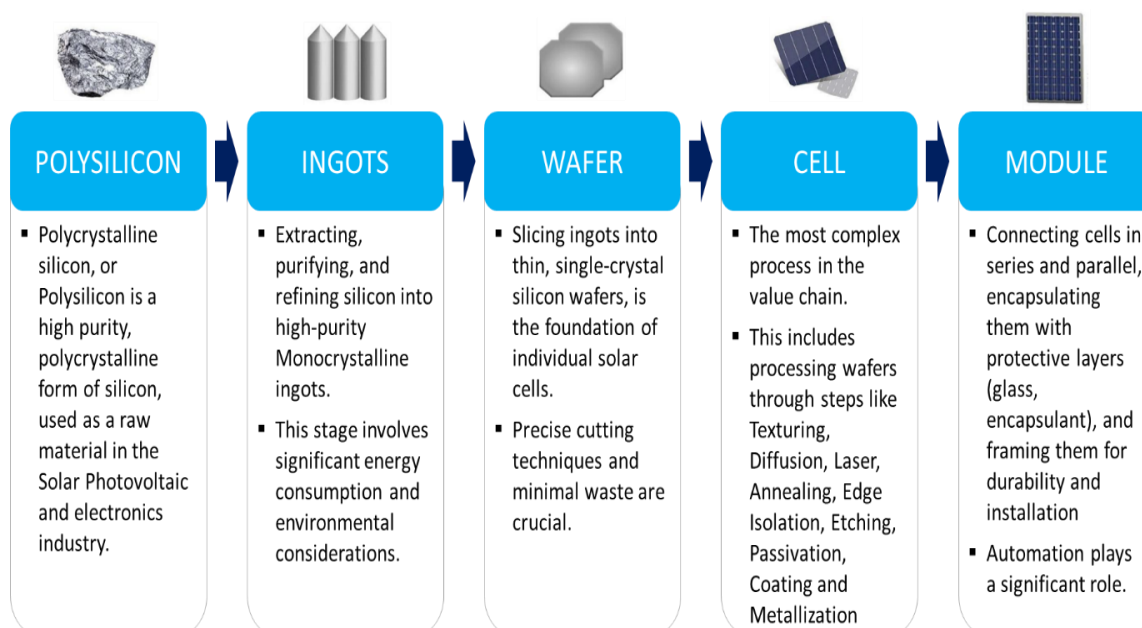 POLYSILICON
INGOTS
WAFER
CELL
MODULE
▪ Polycrystalline
silicon, or
Polysilicon is a
high purity,
polycrystalline
form of silicon,
used as a raw
material in the
Solar Photovoltaic
and electronics
industry.
▪ Extracting,
purifying, and
refining silicon into
high-purity
Monocrystalline
ingots.
▪ This stage involves
significant energy
consumption and
environmental
considerations.
▪ Slicing ingots into
thin, single-crystal
silicon wafers, is
the foundation of
individual solar
cells.
▪ Precise cutting
techniques and
minimal waste are
crucial.
▪ The most complex
process in the
value chain.
▪ This includes
processing wafers
through steps like
Texturing,
Diffusion, Laser,
Annealing, Edge
Isolation, Etching,
Passivation,
Coating and
Metallization
▪ Connecting cells in
series and parallel,
encapsulating
them with
protective layers
(glass,
encapsulant), and
framing them for
durability and
installation
▪ Automation plays
a significant role.